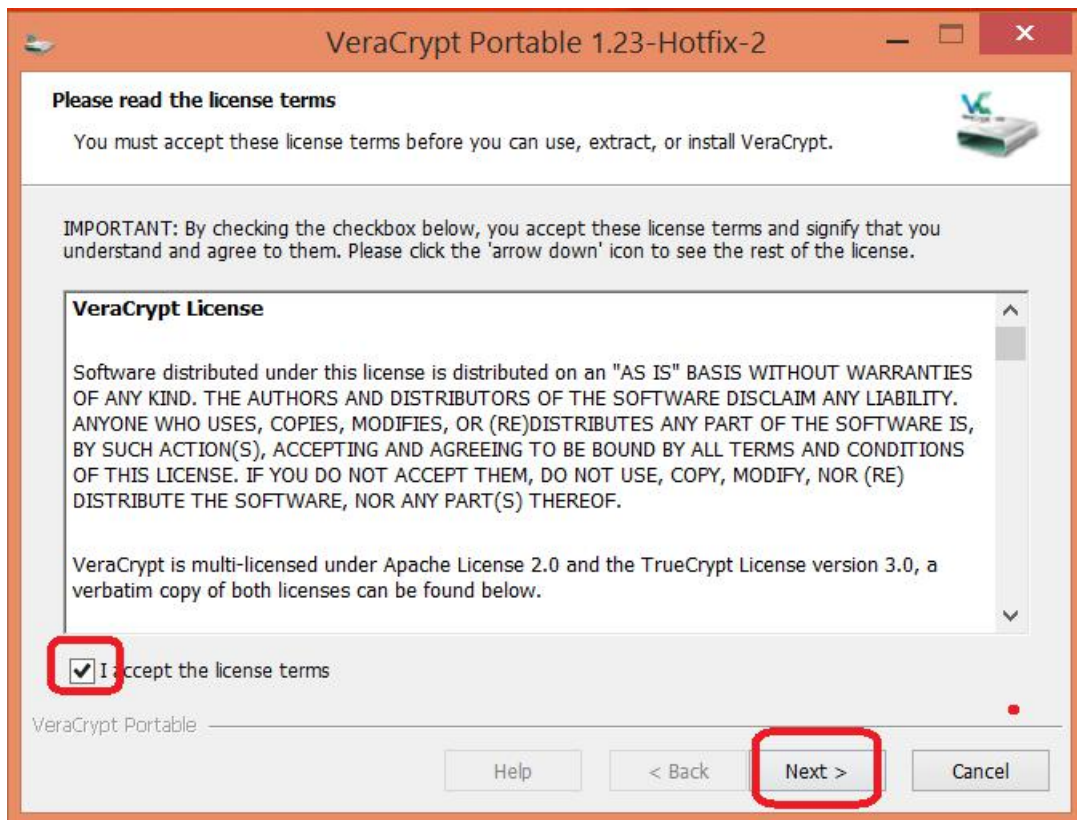 VeraCrypt Portable 1.23-Hotfix-2
Please read the license terms
You must accept these license terms before you can use, extract, or install VeraCrypt.
IMPORTANT: By checking the checkbox below, you accept these license terms and signify that you
understand and agree to them. Please click the 'arrow down' icon to see the rest of the license.
VeraCrypt License
Software distributed under this license is distributed on an "AS IS" BASIS WITHOUT WARRANTIES
OF ANY KIND. THE AUTHORS AND DISTRIBUTORS OF THE SOFTWARE DISCLAIM ANY LIABILITY.
ANYONE WHO USES, COPIES, MODIFIES, OR (RE)DISTRIBUTES ANY PART OF THE SOFTWARE IS,
BY SUCH ACTION(S), ACCEPTING AND AGREEING TO BE BOUND BY ALL TERMS AND CONDITIONS
OF THIS LICENSE. IF YOU DO NOT ACCEPT THEM, DO NOT USE, COPY, MODIFY, NOR (RE)
DISTRIBUTE THE SOFTWARE, NOR ANY PART(S) THEREOF.
VeraCrypt is multi-licensed under Apache License 2.0 and the TrueCrypt License version 3.0, a
verbatim copy of both licenses can be found below.
I accept the license terms
VeraCrypt Portable
Help < Back Next > Cancel